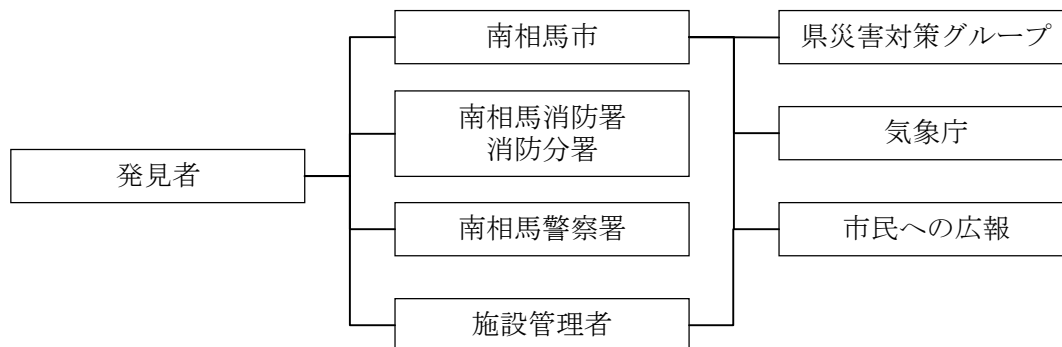 発見者
南相馬市
南相馬消防署
消防分署
南相馬警察署
施設管理者
県災害対策グループ
気象庁
市民への広報